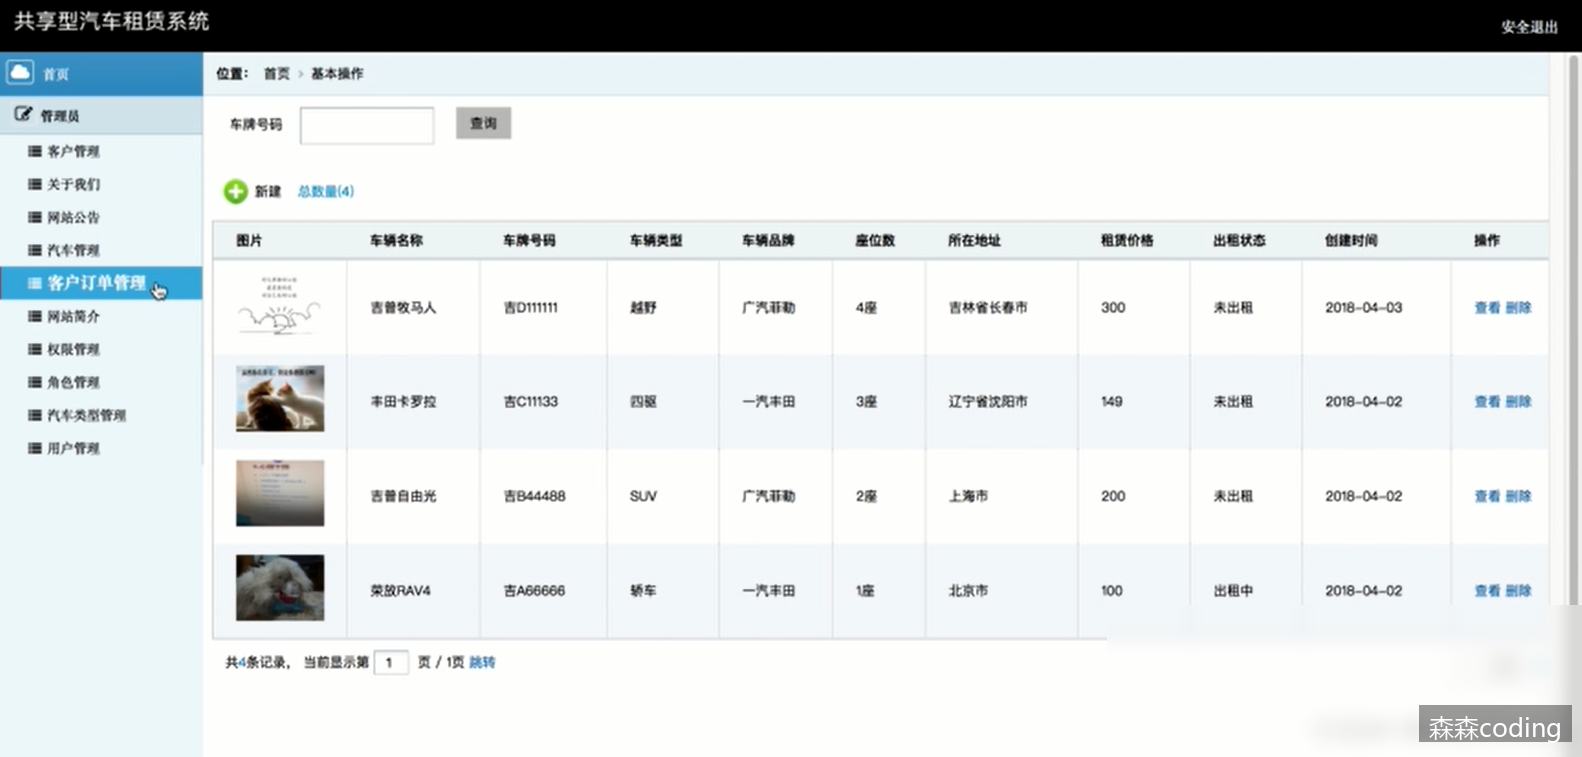 共享型汽车租赁系统
安全退出
首页
位置： 首页 › 基本操作
管理员
客户管理
关于我们
网站公告
汽车管理
客户订单管理
网站简介
权限管理
角色管理
汽车类型管理
用户管理
车牌号码 查询
新建 总数量(4)
图片 车辆名称 车牌号码 车辆类型 车辆品牌 座位数 所在地址 租赁价格 出租状态 创建时间 操作
吉普牧马人 吉D111111 越野 广汽菲勒 4座 吉林省长春市 300 未出租 2018-04-03 查看 删除
丰田卡罗拉 吉C11133 四驱 一汽丰田 3座 辽宁省沈阳市 149 未出租 2018-04-02 查看 删除
吉普自由光 吉B44488 SUV 广汽菲勒 2座 上海市 200 未出租 2018-04-02 查看 删除
荣放RAV4 吉A66666 轿车 一汽丰田 1座 北京市 100 出租中 2018-04-02 查看 删除
共4条记录， 当前显示第 1 页 / 1页 跳转
森森coding